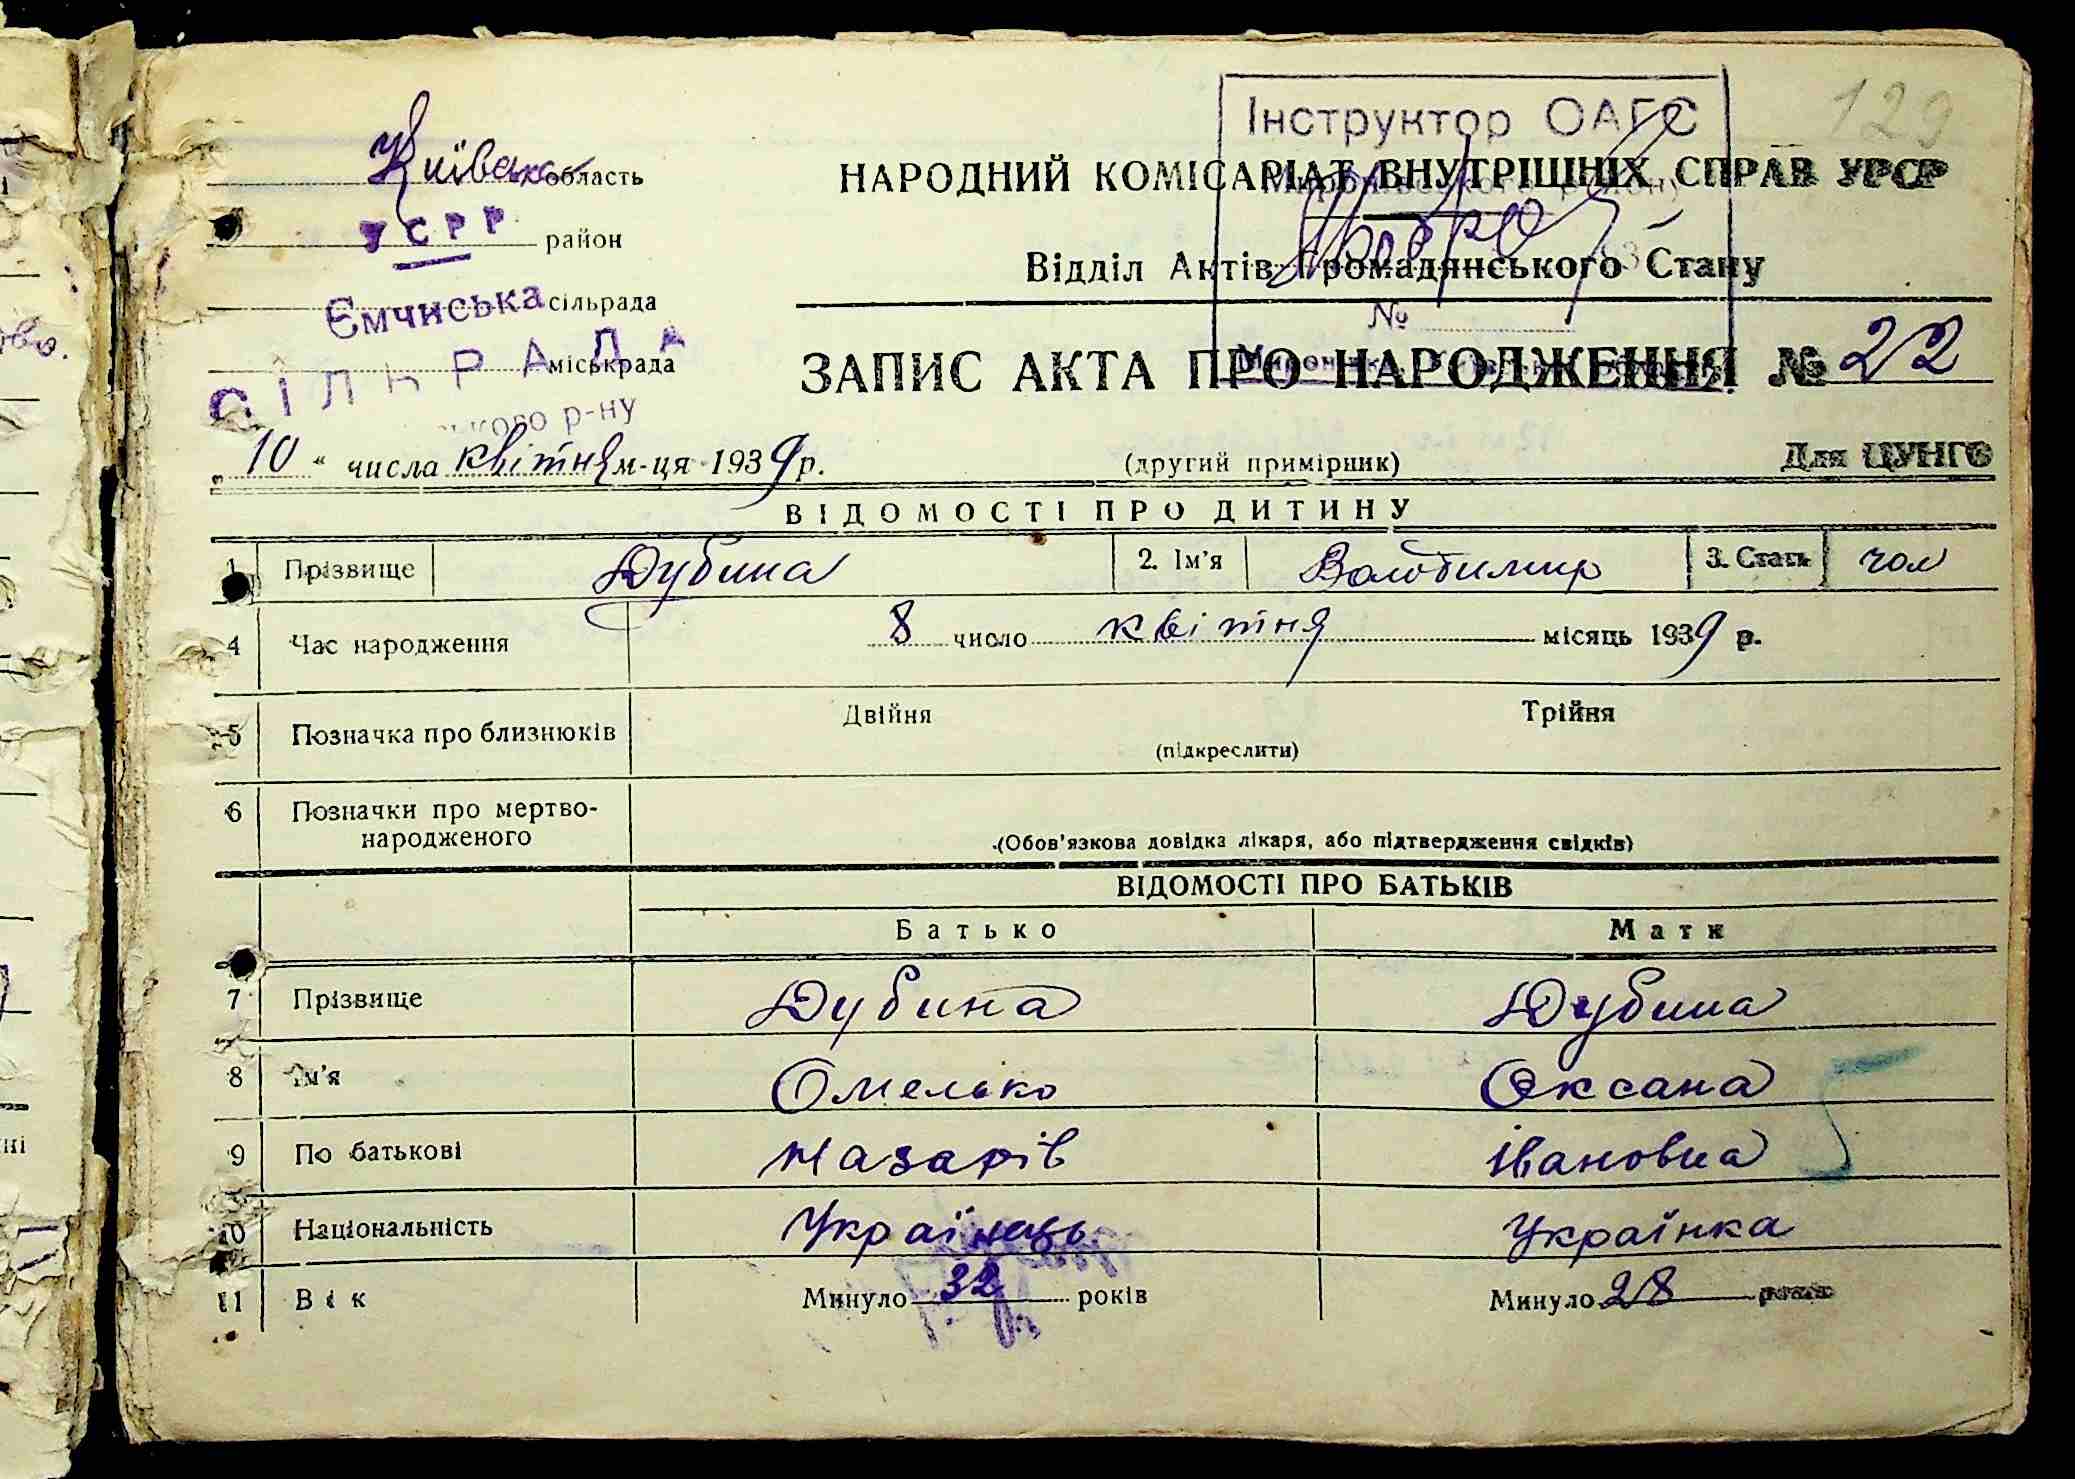 129
Інструктор ОАГС
Київська область
НАРОДНИЙ КОМІСАРІАТ ВНУТРІШНІХ СПРАВ УРСР
УСРР район
Відділ Актів Громадянського Стану
Ємчиська сільрада
№
СІЛЬРАДА міськрада
ЗАПИС АКТА ПРО НАРОДЖЕННЯ № 22
ського р-ну
„10“ числа квітня м-ця 1939 р. (другий примірник) Для ЦУНГО
ВІДОМОСТІ ПРО ДИТИНУ
1 Прізвище Дубина 2. Ім'я Володимир 3. Стать чол
4 Час народження 8 число квітня місяць 1939 р.
5 Позначка про близнюків Двійня Трійня
(підкреслити)
6 Позначки про мертво-
народженого
(Обов'язкова довідка лікаря, або підтвердження свідків)
ВІДОМОСТІ ПРО БАТЬКІВ
Батько Мати
7 Прізвище Дубина Дубина
8 Ім'я Омелько Оксана
9 По батькові Назарів Івановна
10 Національність Українець Українка
11 Вік Минуло 32 років Минуло 28 років